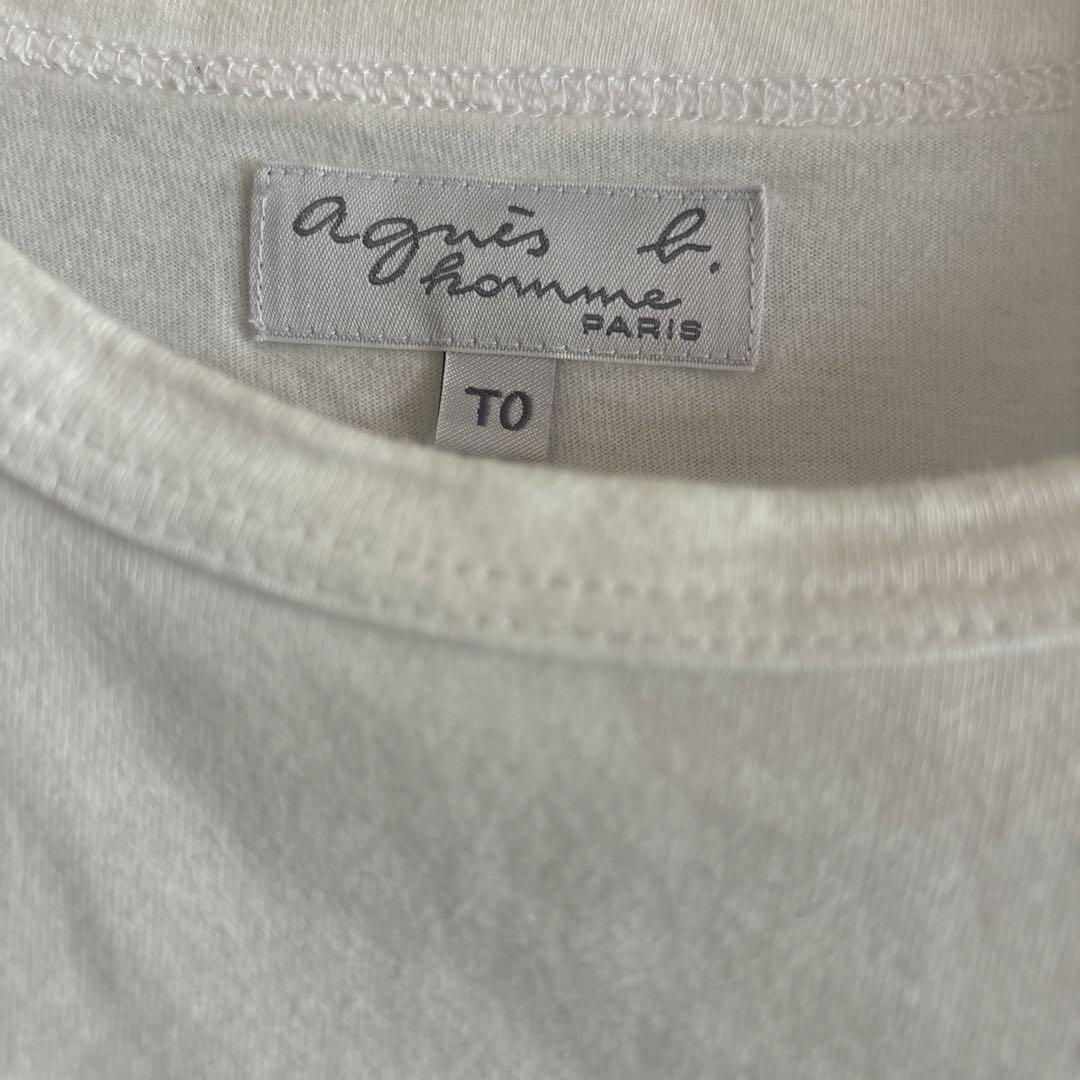 agnès b.
homme
PARIS
T0